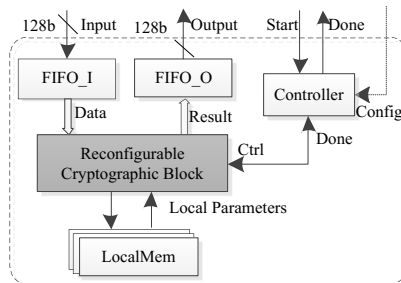 128b Input 128b Output Start Done
FIFO_I FIFO_O Controller
Config
Data Result Done
Ctrl
Reconfigurable
Cryptographic Block
Local Parameters
LocalMem